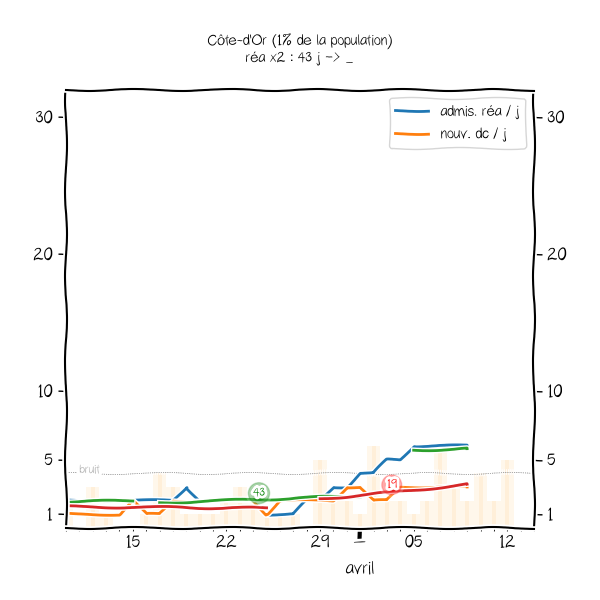 Côte-d'Or (1% de la population)
réa x2 : 43 j -> _
admis. réa / j
nouv. dc / j
30
30
20
20
10
10
5
5
bruit
43
19
1
1
15
22
29
05
12
avril